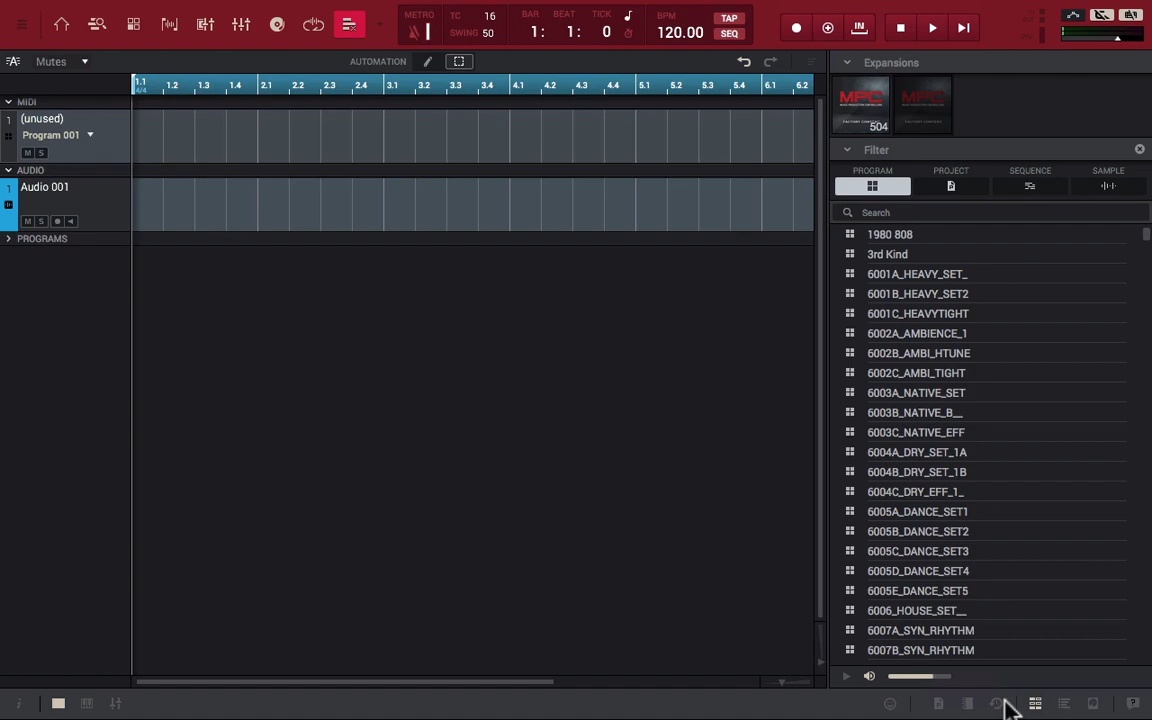 METRO
TC 16
SWING 50
BAR BEAT TICK
1: 1: 0
BPM
120.00
TAP
SEQ
IN
Mutes
AUTOMATION
1.1 1.2 1.3 1.4 2.1 2.2 2.3 2.4 3.1 3.2 3.3 3.4 4.1 4.2 4.3 4.4 5.1 5.2 5.3 5.4 6.1 6.2
4/4
MIDI
1 (unused)
Program 001
M S
AUDIO
1 Audio 001
M S
PROGRAMS
Expansions
MPC
504
MPC
Filter
PROGRAM PROJECT SEQUENCE SAMPLE
Search
1980 808
3rd Kind
6001A_HEAVY_SET_
6001B_HEAVY_SET2
6001C_HEAVYTIGHT
6002A_AMBIENCE_1
6002B_AMBI_HTUNE
6002C_AMBI_TIGHT
6003A_NATIVE_SET
6003B_NATIVE_B__
6003C_NATIVE_EFF
6004A_DRY_SET_1A
6004B_DRY_SET_1B
6004C_DRY_EFF_1_
6005A_DANCE_SET1
6005B_DANCE_SET2
6005C_DANCE_SET3
6005D_DANCE_SET4
6005E_DANCE_SET5
6006_HOUSE_SET__
6007A_SYN_RHYTHM
6007B_SYN_RHYTHM